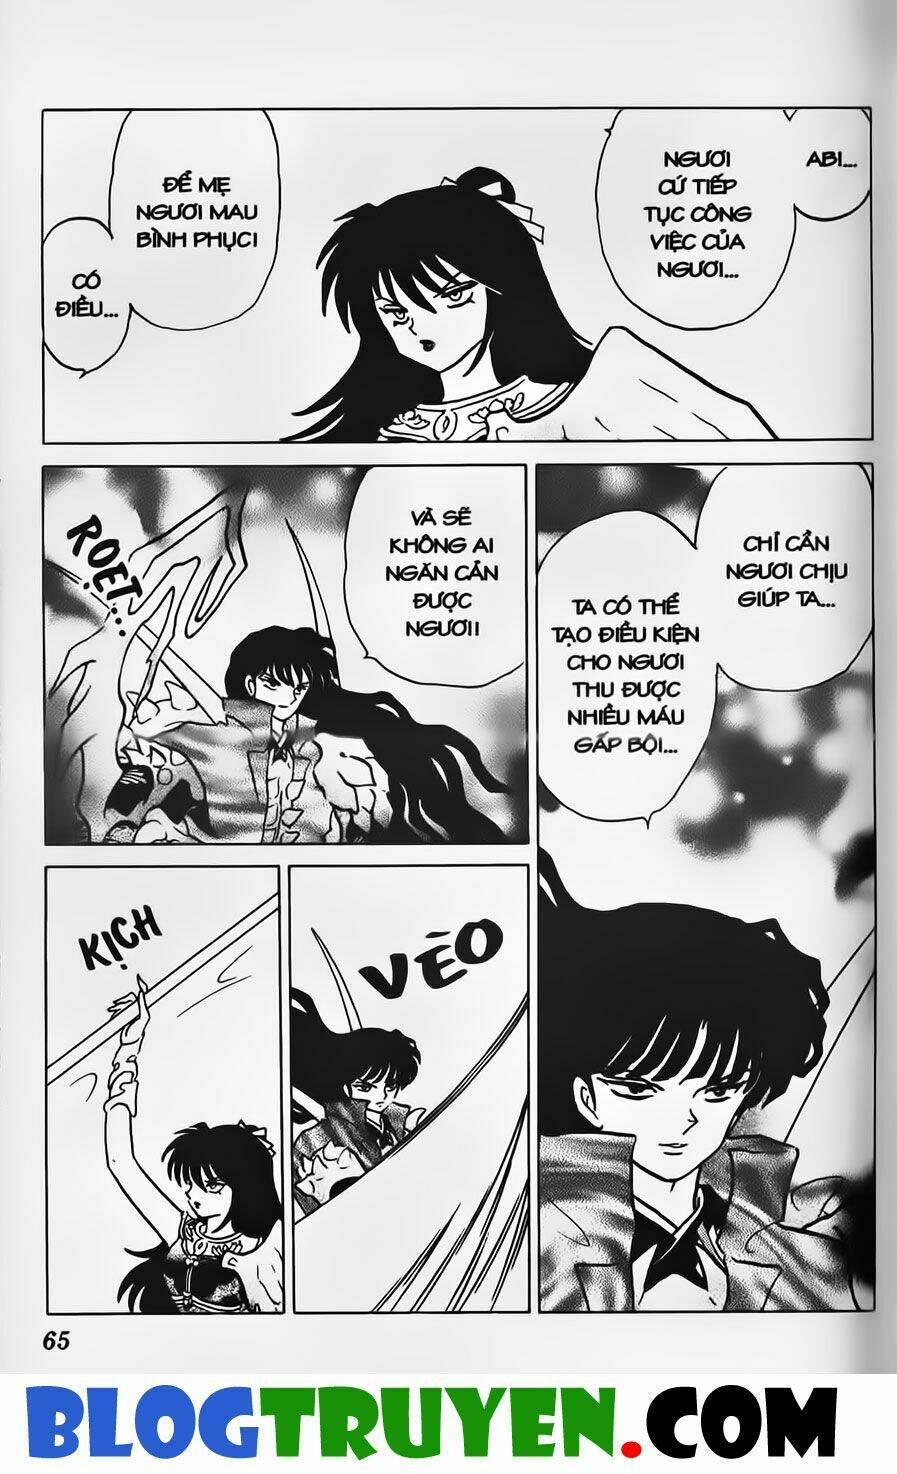 ABI...
NGƯƠI
CỨ TIẾP
TỤC CÔNG
VIỆC CỦA
NGƯƠI...
ĐỂ MẸ
NGƯƠI MAU
BÌNH PHỤC!
CÓ
ĐIỀU...
CHỈ CẦN
NGƯƠI CHỊU
GIÚP TA...
TA CÓ THỂ
TẠO ĐIỀU KIỆN
CHO NGƯƠI
THU ĐƯỢC
NHIỀU MÁU
GẤP BỘI...
VÀ SẼ
KHÔNG AI
NGĂN CẢN
ĐƯỢC
NGƯƠI!
ROẸT...
VÈO
KỊCH
65
BLOGTRUYEN.COM